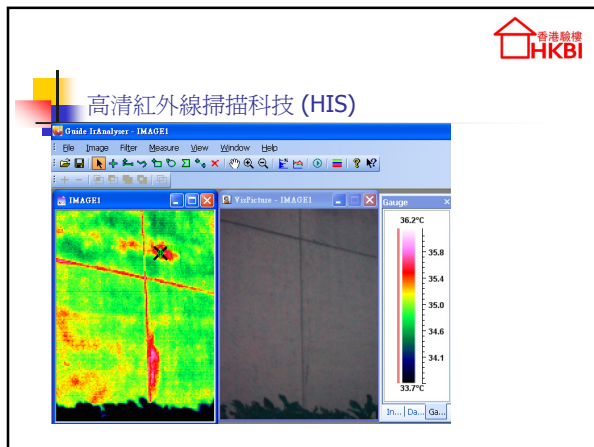 香港驗樓
HKBI
高清紅外線掃描科技 (HIS)
Guide IrAnalyser - IMAGE1
File Image Filter Measure View Window Help
IMAGE1
VisPicture - IMAGE1
Gauge
36.2°C
35.8
35.4
35.0
34.6
34.1
33.7°C
In... Da... Ga...